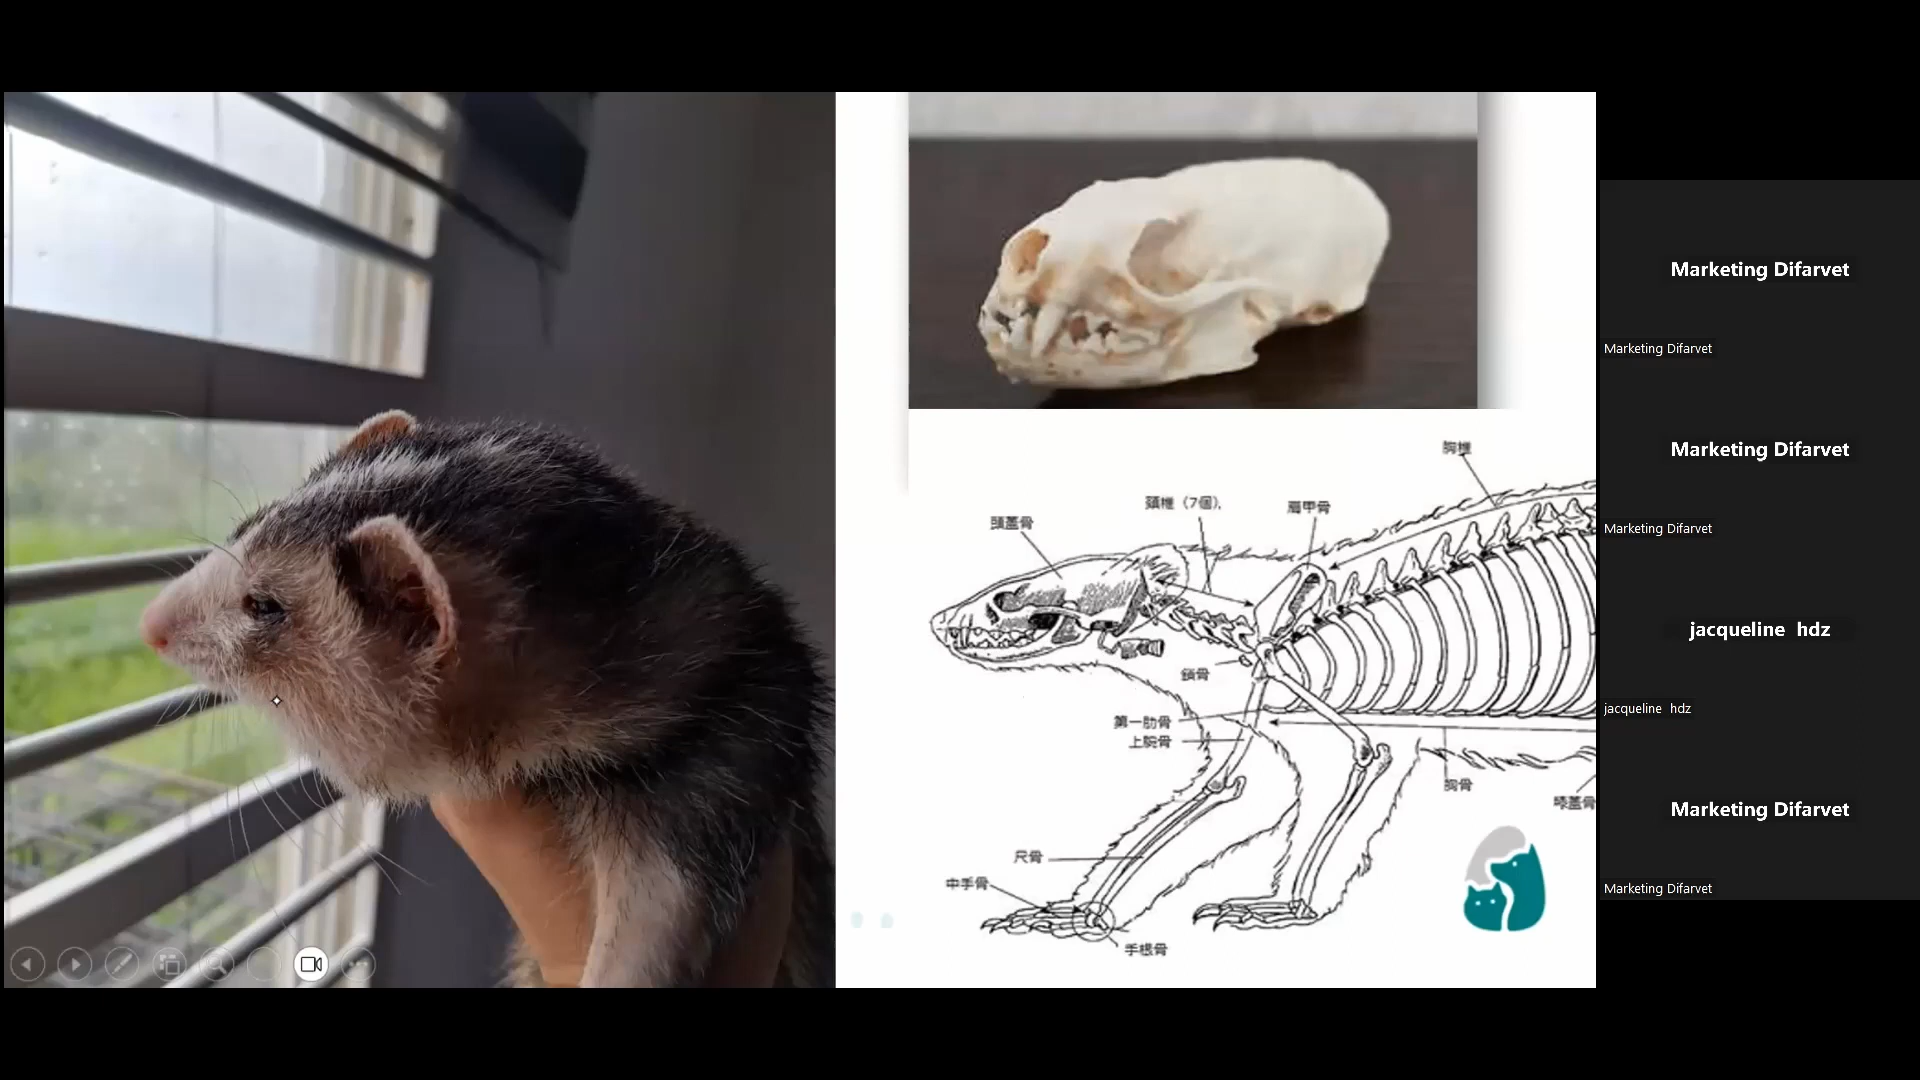 胸椎
頚椎（7個）
肩甲骨
頭蓋骨
鎖骨
第一肋骨
上腕骨
胸骨
膝蓋骨
尺骨
中手骨
手根骨
Marketing Difarvet
Marketing Difarvet
Marketing Difarvet
Marketing Difarvet
jacqueline hdz
jacqueline hdz
Marketing Difarvet
Marketing Difarvet